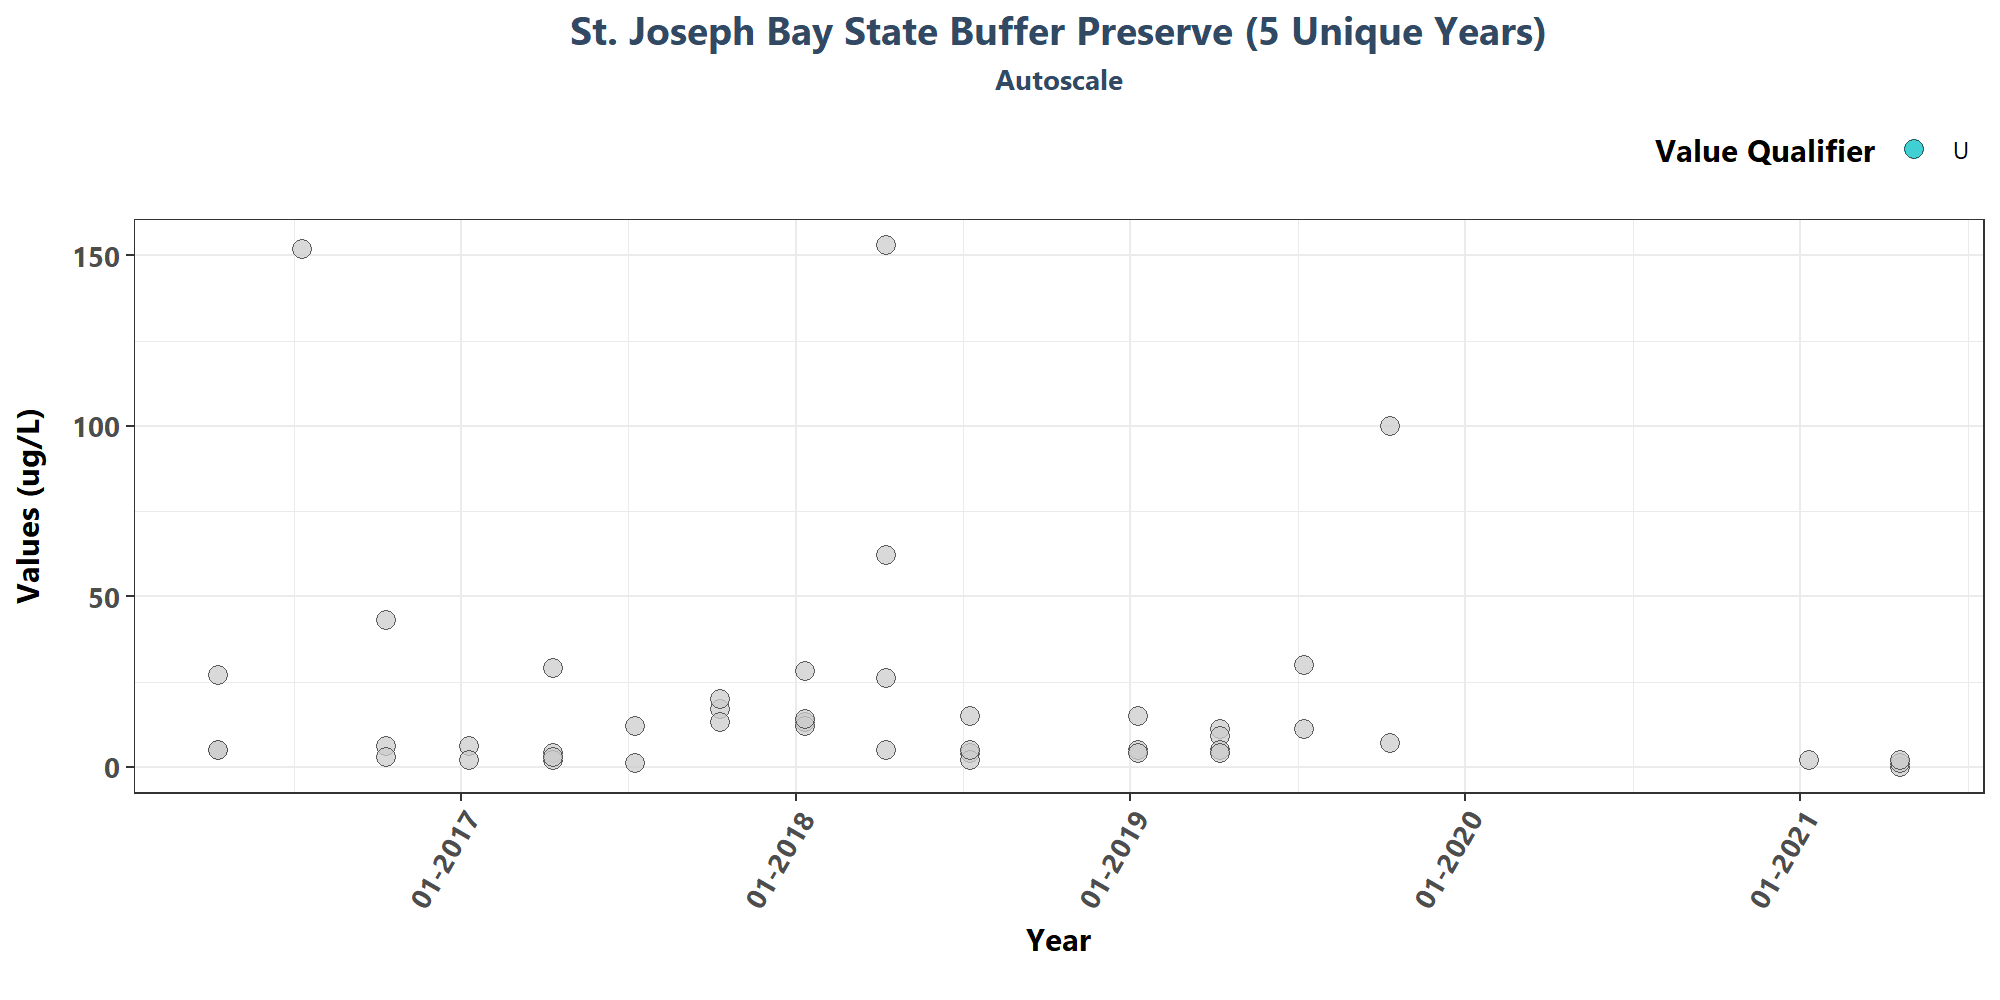 St. Joseph Bay State Buffer Preserve (5 Unique Years)
Autoscale
Value Qualifier U
Values (ug/L)
150
100
50
0
01-2017
01-2018
01-2019
01-2020
01-2021
Year